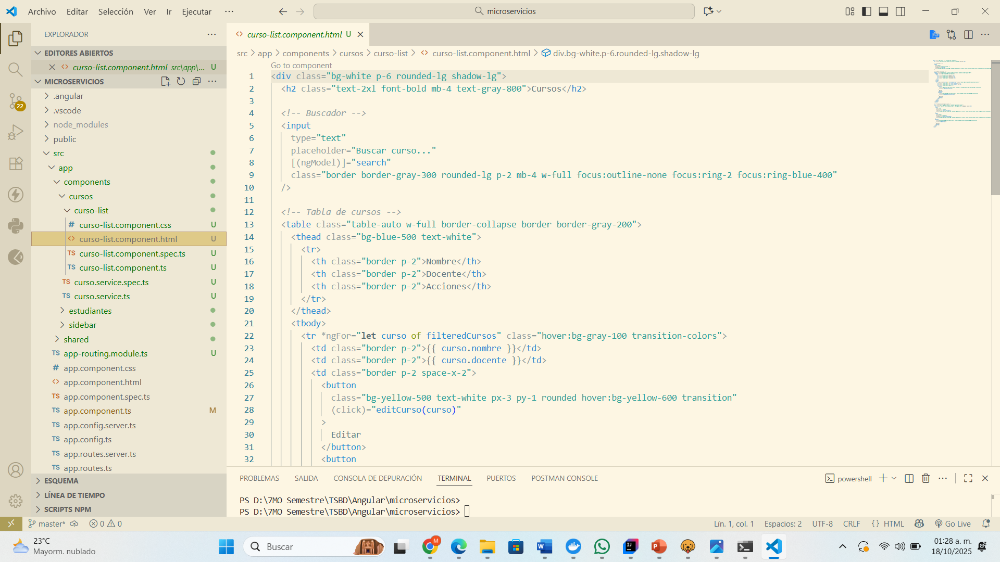 Archivo Editar Selección Ver Ir Ejecutar ···
microservicios
EXPLORADOR
EDITORES ABIERTOS
curso-list.component.html src\app\... U
MICROSERVICIOS
.angular
.vscode
node_modules
public
src
app
components
cursos
curso-list
# curso-list.component.css U
<> curso-list.component.html U
TS curso-list.component.spec.ts U
TS curso-list.component.ts U
TS curso.service.spec.ts U
TS curso.service.ts U
estudiantes
sidebar
shared
TS app-routing.module.ts U
# app.component.css
<> app.component.html
TS app.component.spec.ts
TS app.component.ts M
TS app.config.server.ts
TS app.config.ts
TS app.routes.server.ts
TS app.routes.ts
ESQUEMA
LÍNEA DE TIEMPO
SCRIPTS NPM
22
<> curso-list.component.html U
src > app > components > cursos > curso-list > <> curso-list.component.html > div.bg-white.p-6.rounded-lg.shadow-lg
Go to component
1 <div class="bg-white p-6 rounded-lg shadow-lg">
2 <h2 class="text-2xl font-bold mb-4 text-gray-800">Cursos</h2>
3
4 <!-- Buscador -->
5 <input
6 type="text"
7 placeholder="Buscar curso..."
8 [(ngModel)]="search"
9 class="border border-gray-300 rounded-lg p-2 mb-4 w-full focus:outline-none focus:ring-2 focus:ring-blue-400"
10 />
11
12 <!-- Tabla de cursos -->
13 <table class="table-auto w-full border-collapse border border-gray-200">
14 <thead class="bg-blue-500 text-white">
15 <tr>
16 <th class="border p-2">Nombre</th>
17 <th class="border p-2">Docente</th>
18 <th class="border p-2">Acciones</th>
19 </tr>
20 </thead>
21 <tbody>
22 <tr *ngFor="let curso of filteredCursos" class="hover:bg-gray-100 transition-colors">
23 <td class="border p-2">{{ curso.nombre }}</td>
24 <td class="border p-2">{{ curso.docente }}</td>
25 <td class="border p-2 space-x-2">
26 <button
27 class="bg-yellow-500 text-white px-3 py-1 rounded hover:bg-yellow-600 transition"
28 (click)="editCurso(curso)"
29 >
30 Editar
31 </button>
32 <button
PROBLEMAS SALIDA CONSOLA DE DEPURACIÓN TERMINAL PUERTOS POSTMAN CONSOLE
powershell
PS D:\7MO Semestre\TSBD\Angular\microservicios>
PS D:\7MO Semestre\TSBD\Angular\microservicios>
master* 0 0
Lín. 1, col. 1 Espacios: 2 UTF-8 CRLF {} HTML Go Live
23°C
Mayorm. nublado
Buscar
01:28 a. m.
18/10/2025